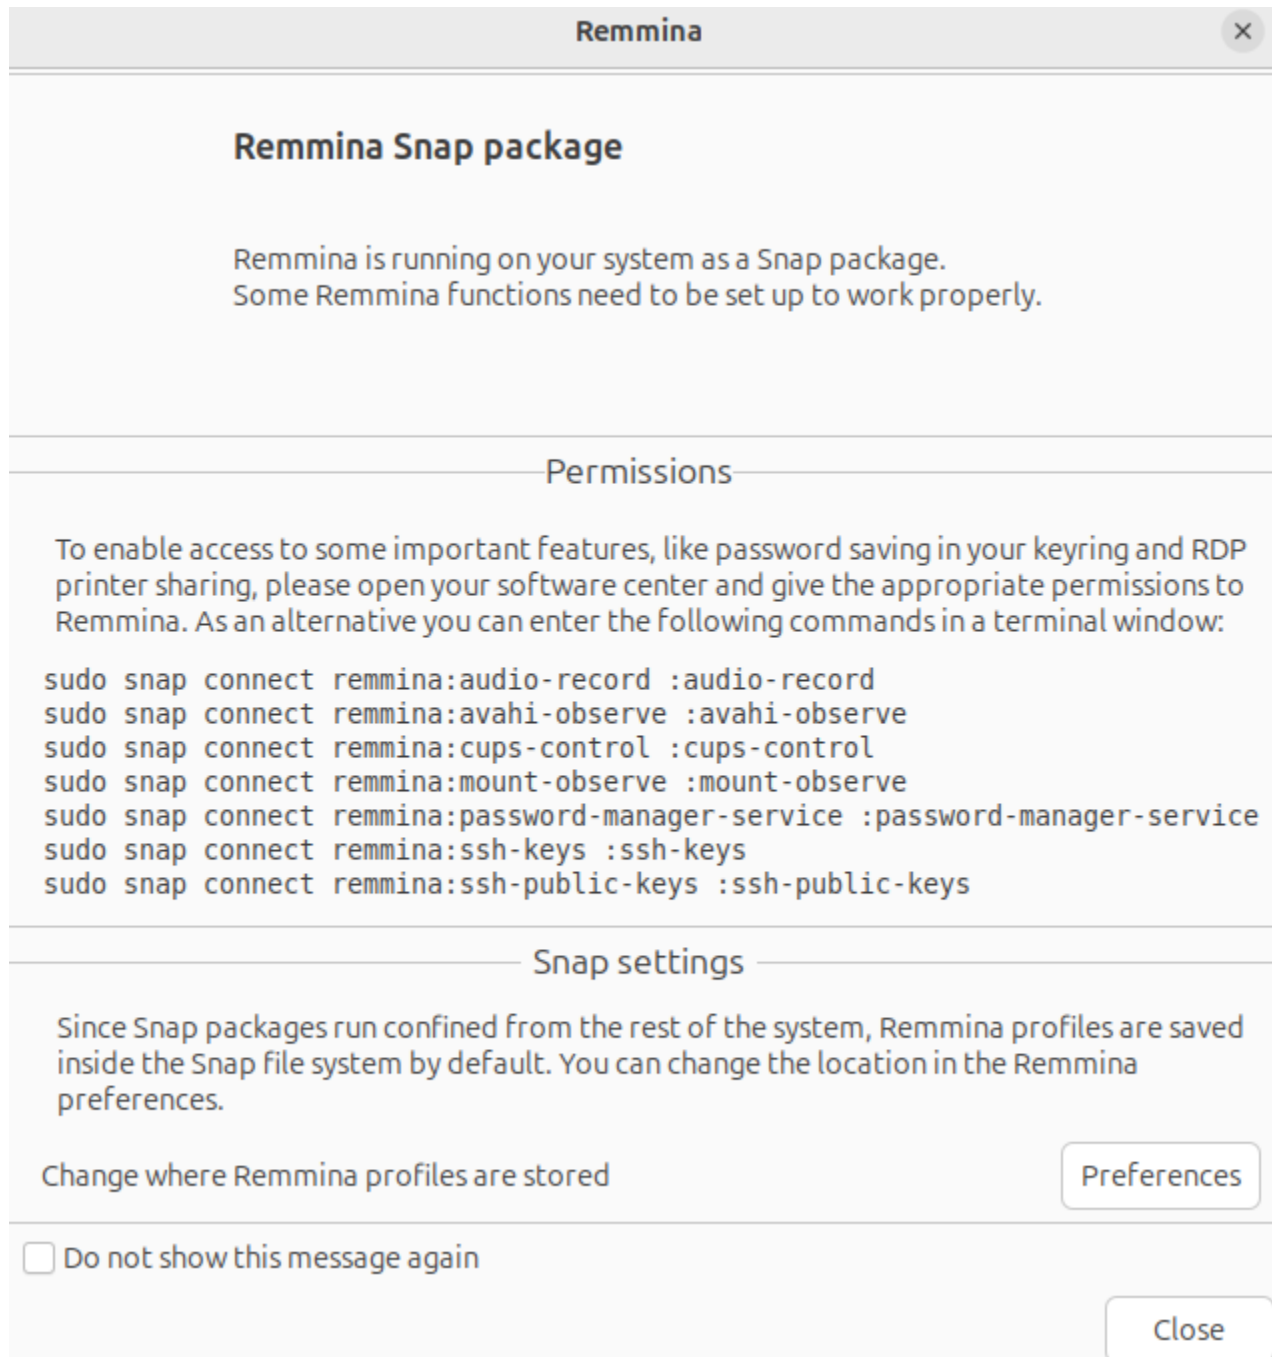 Remmina
Remmina Snap package
Remmina is running on your system as a Snap package.
Some Remmina functions need to be set up to work properly.
Permissions
To enable access to some important features, like password saving in your keyring and RDP
printer sharing, please open your software center and give the appropriate permissions to
Remmina. As an alternative you can enter the following commands in a terminal window:
sudo snap connect remmina:audio-record :audio-record
sudo snap connect remmina:avahi-observe :avahi-observe
sudo snap connect remmina:cups-control :cups-control
sudo snap connect remmina:mount-observe :mount-observe
sudo snap connect remmina:password-manager-service :password-manager-service
sudo snap connect remmina:ssh-keys :ssh-keys
sudo snap connect remmina:ssh-public-keys :ssh-public-keys
Snap settings
Since Snap packages run confined from the rest of the system, Remmina profiles are saved
inside the Snap file system by default. You can change the location in the Remmina
preferences.
Change where Remmina profiles are stored
Preferences
Do not show this message again
Close